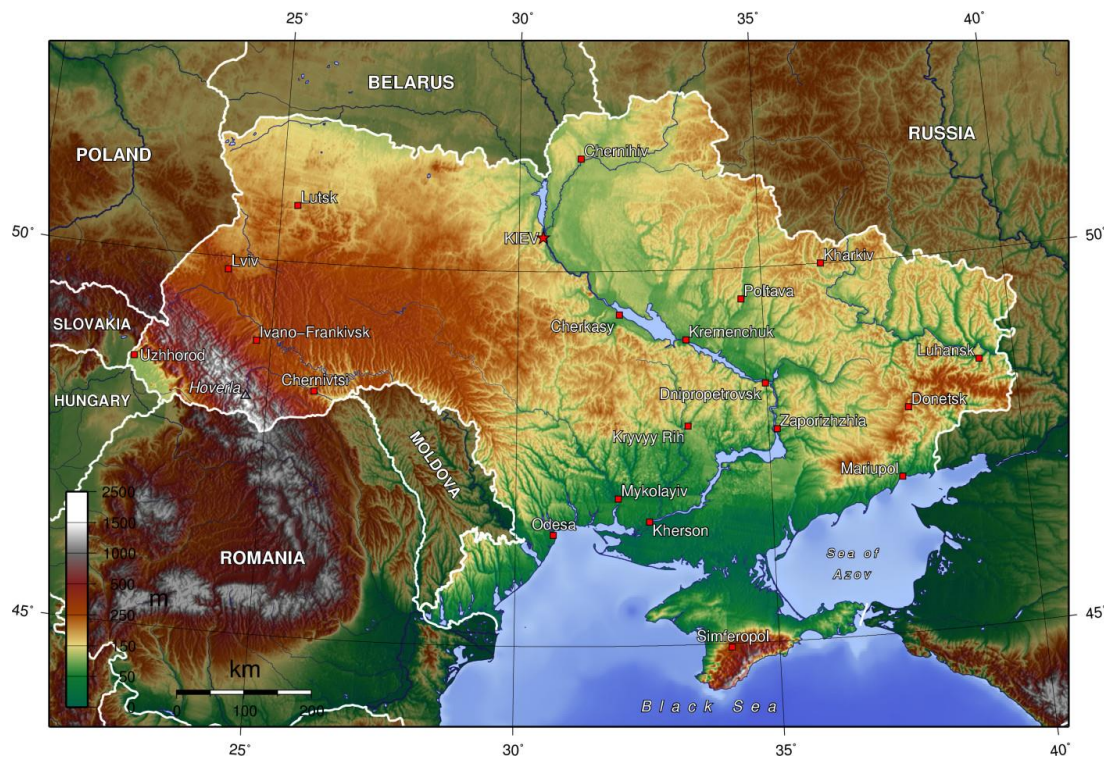 25° 30° 35° 40°
BELARUS
RUSSIA
POLAND
Chernihiv
Lutsk
50° KIEV 50°
Lviv Kharkiv
Poltava
SLOVAKIA Cherkasy
Ivano-Frankivsk Kremenchuk
Uzhhorod Luhansk
Chernivtsi
Hoverla Dnipropetrovsk
HUNGARY Donetsk
Zaporizhzhia
Kryvyy Rih
MOLDOVA
Mariupol
2500 Mykolayiv
1500 Odesa Kherson
1000 Sea of
ROMANIA Azov
500
m
250
45° 45°
150 Simferopol
50 km
0 0 100 200
Black Sea
25° 30° 35° 40°